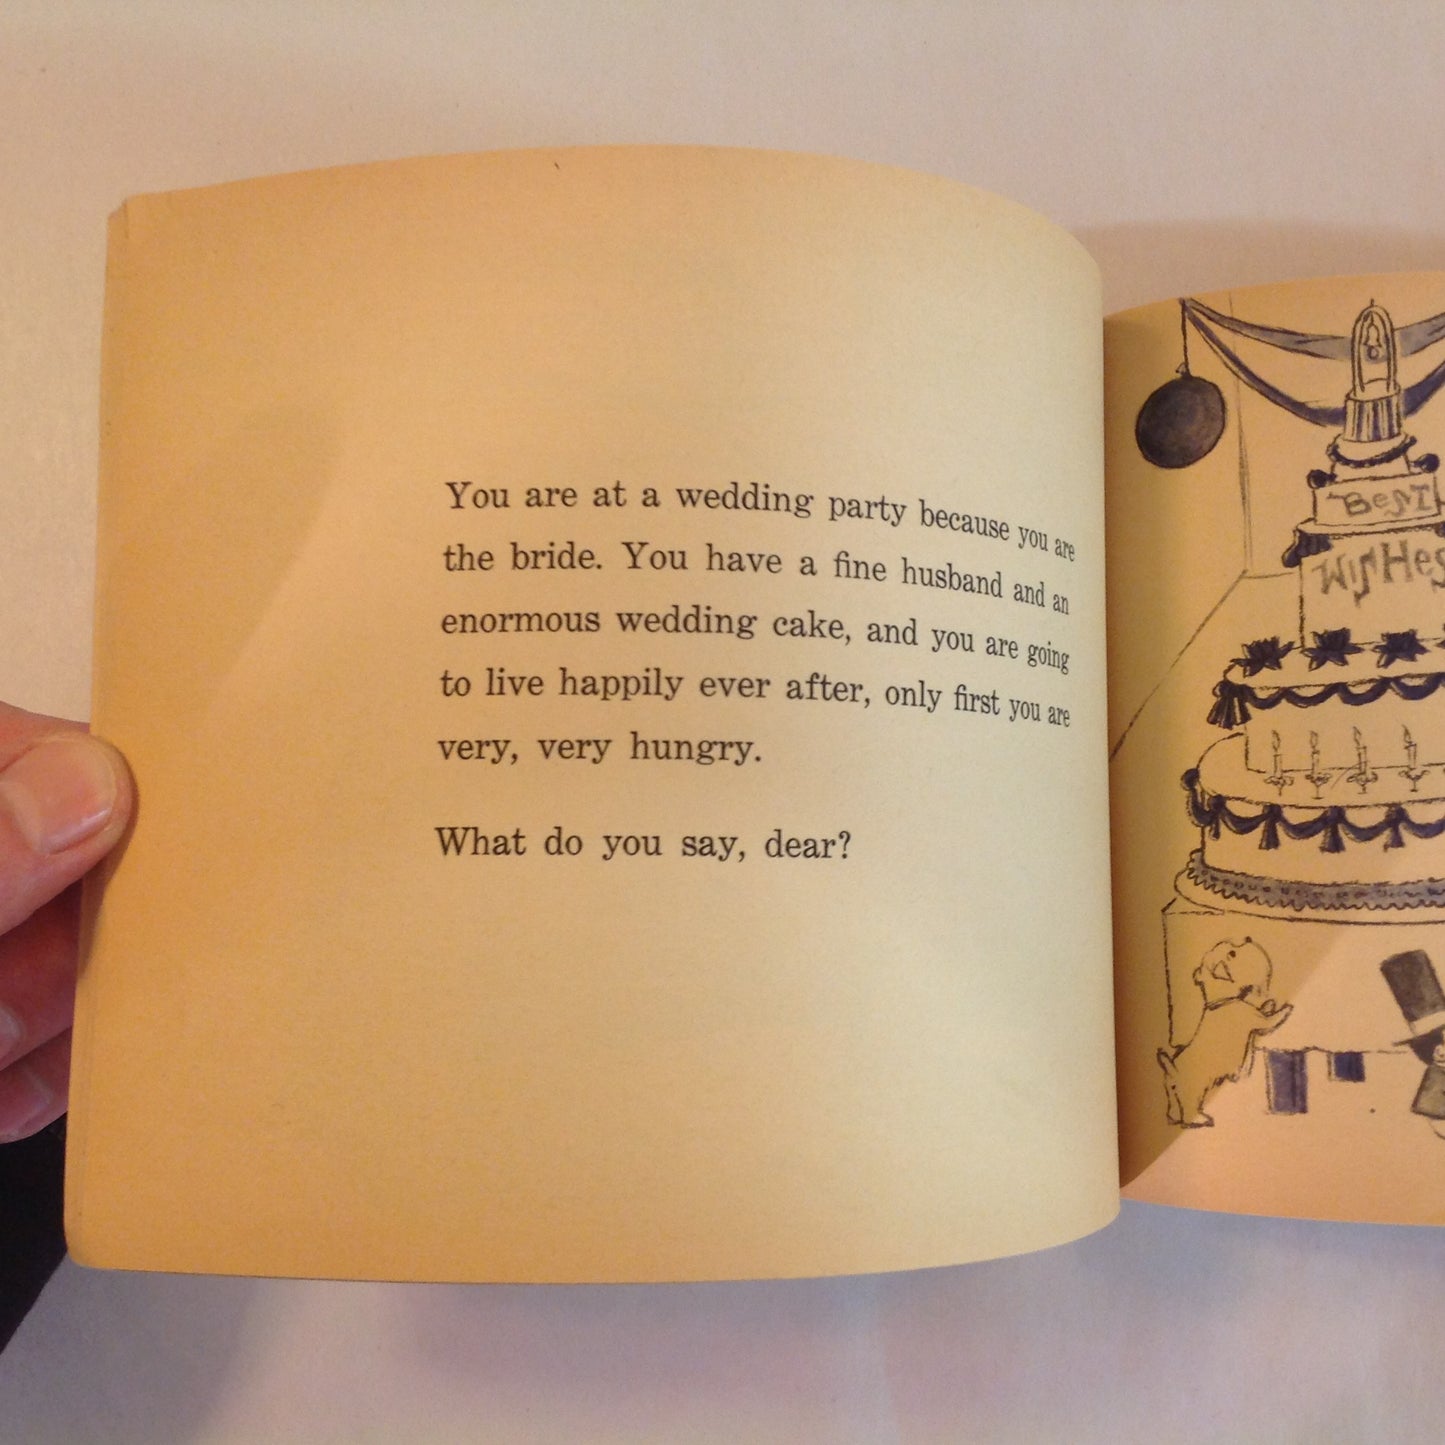 You are at a wedding party because you are
the bride. You have a fine husband and an
enormous wedding cake, and you are going
to live happily ever after, only first you are
very, very hungry.
What do you say, dear?
BEST
WISHES